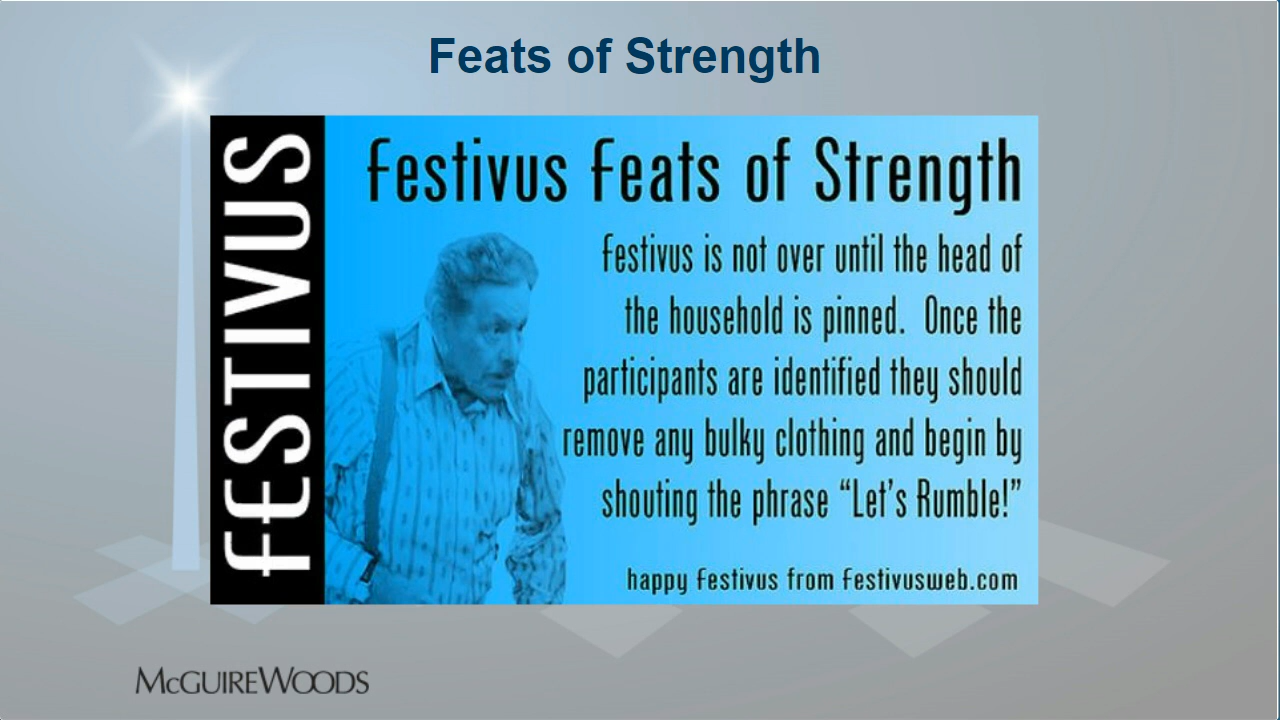 Feats of Strength
FESTIVUS
Festivus Feats of Strength
Festivus is not over until the head of
the household is pinned. Once the
participants are identified they should
remove any bulky clothing and begin by
shouting the phrase “Let’s Rumble!”
happy Festivus from Festivusweb.com
McGuireWoods